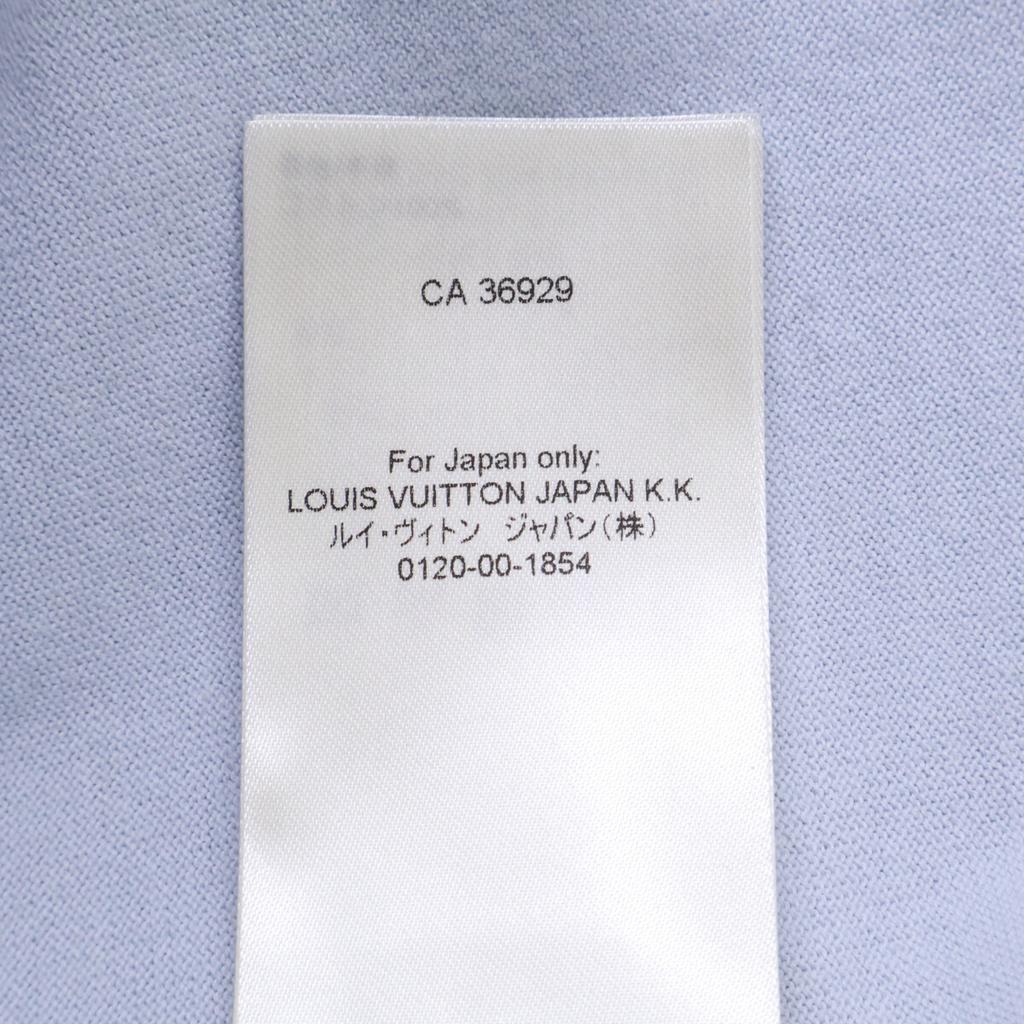 CA 36929
For Japan only:
LOUIS VUITTON JAPAN K.K.
ルイ・ヴィトン ジャパン(株)
0120-00-1854